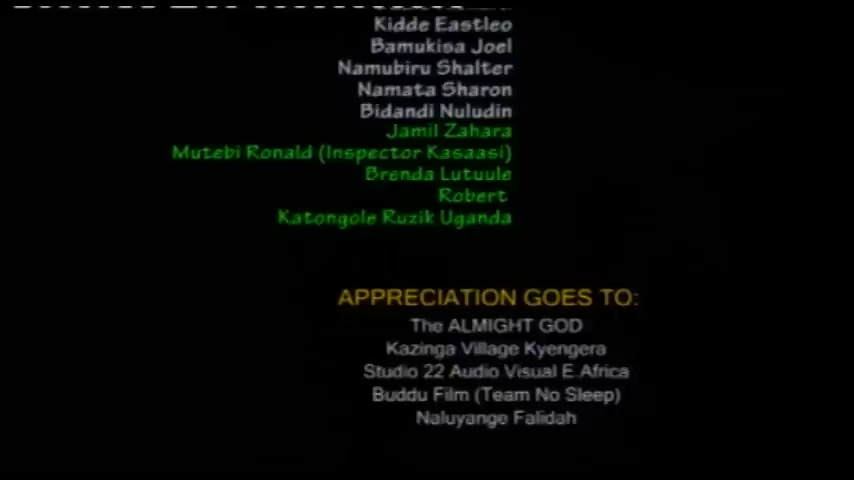 Kidde Eastleo
Bamukisa Joel
Namubiru Shalter
Namata Sharon
Bidandi Nuludin
Jamil Zahara
Mutebi Ronald (Inspector Kasaasi)
Brenda Lutuule
Robert
Katongole Ruzik Uganda
APPRECIATION GOES TO:
The ALMIGHT GOD
Kazinga Village Kyengera
Studio 22 Audio Visual E.Africa
Buddu Film (Team No Sleep)
Naluyange Falidah